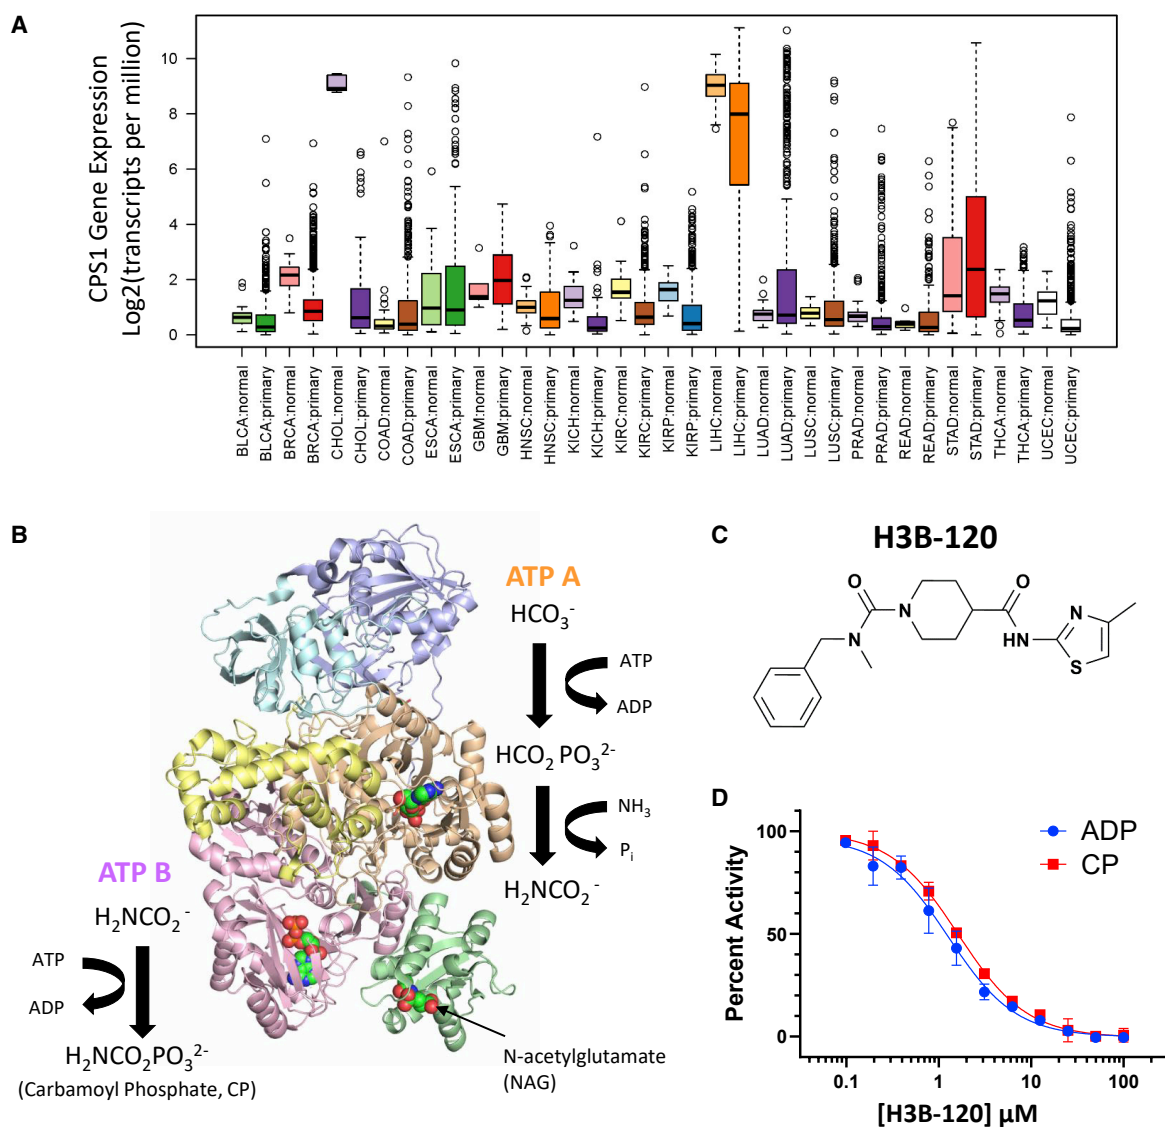 A
CPS1 Gene Expression
Log2(transcripts per million)
10
8
6
4
2
0
BLCA:normal
BLCA:primary
BRCA:normal
BRCA:primary
CHOL:normal
CHOL:primary
COAD:normal
COAD:primary
ESCA:normal
ESCA:primary
GBM:normal
GBM:primary
HNSC:normal
HNSC:primary
KICH:normal
KICH:primary
KIRC:normal
KIRC:primary
KIRP:normal
KIRP:primary
LIHC:normal
LIHC:primary
LUAD:normal
LUAD:primary
LUSC:normal
LUSC:primary
PRAD:normal
PRAD:primary
READ:normal
READ:primary
STAD:normal
STAD:primary
THCA:normal
THCA:primary
UCEC:normal
UCEC:primary
B
ATP A
HCO₃⁻
ATP
ADP
HCO₂ PO₃²⁻
NH₃
Pᵢ
H₂NCO₂⁻
ATP B
H₂NCO₂⁻
ATP
ADP
H₂NCO₂PO₃²⁻
(Carbamoyl Phosphate, CP)
N-acetylglutamate
(NAG)
C
H3B-120
O
N
N
O
HN
N
S
D
ADP
CP
Percent Activity
100
50
0
0.1
1
10
100
[H3B-120] µM